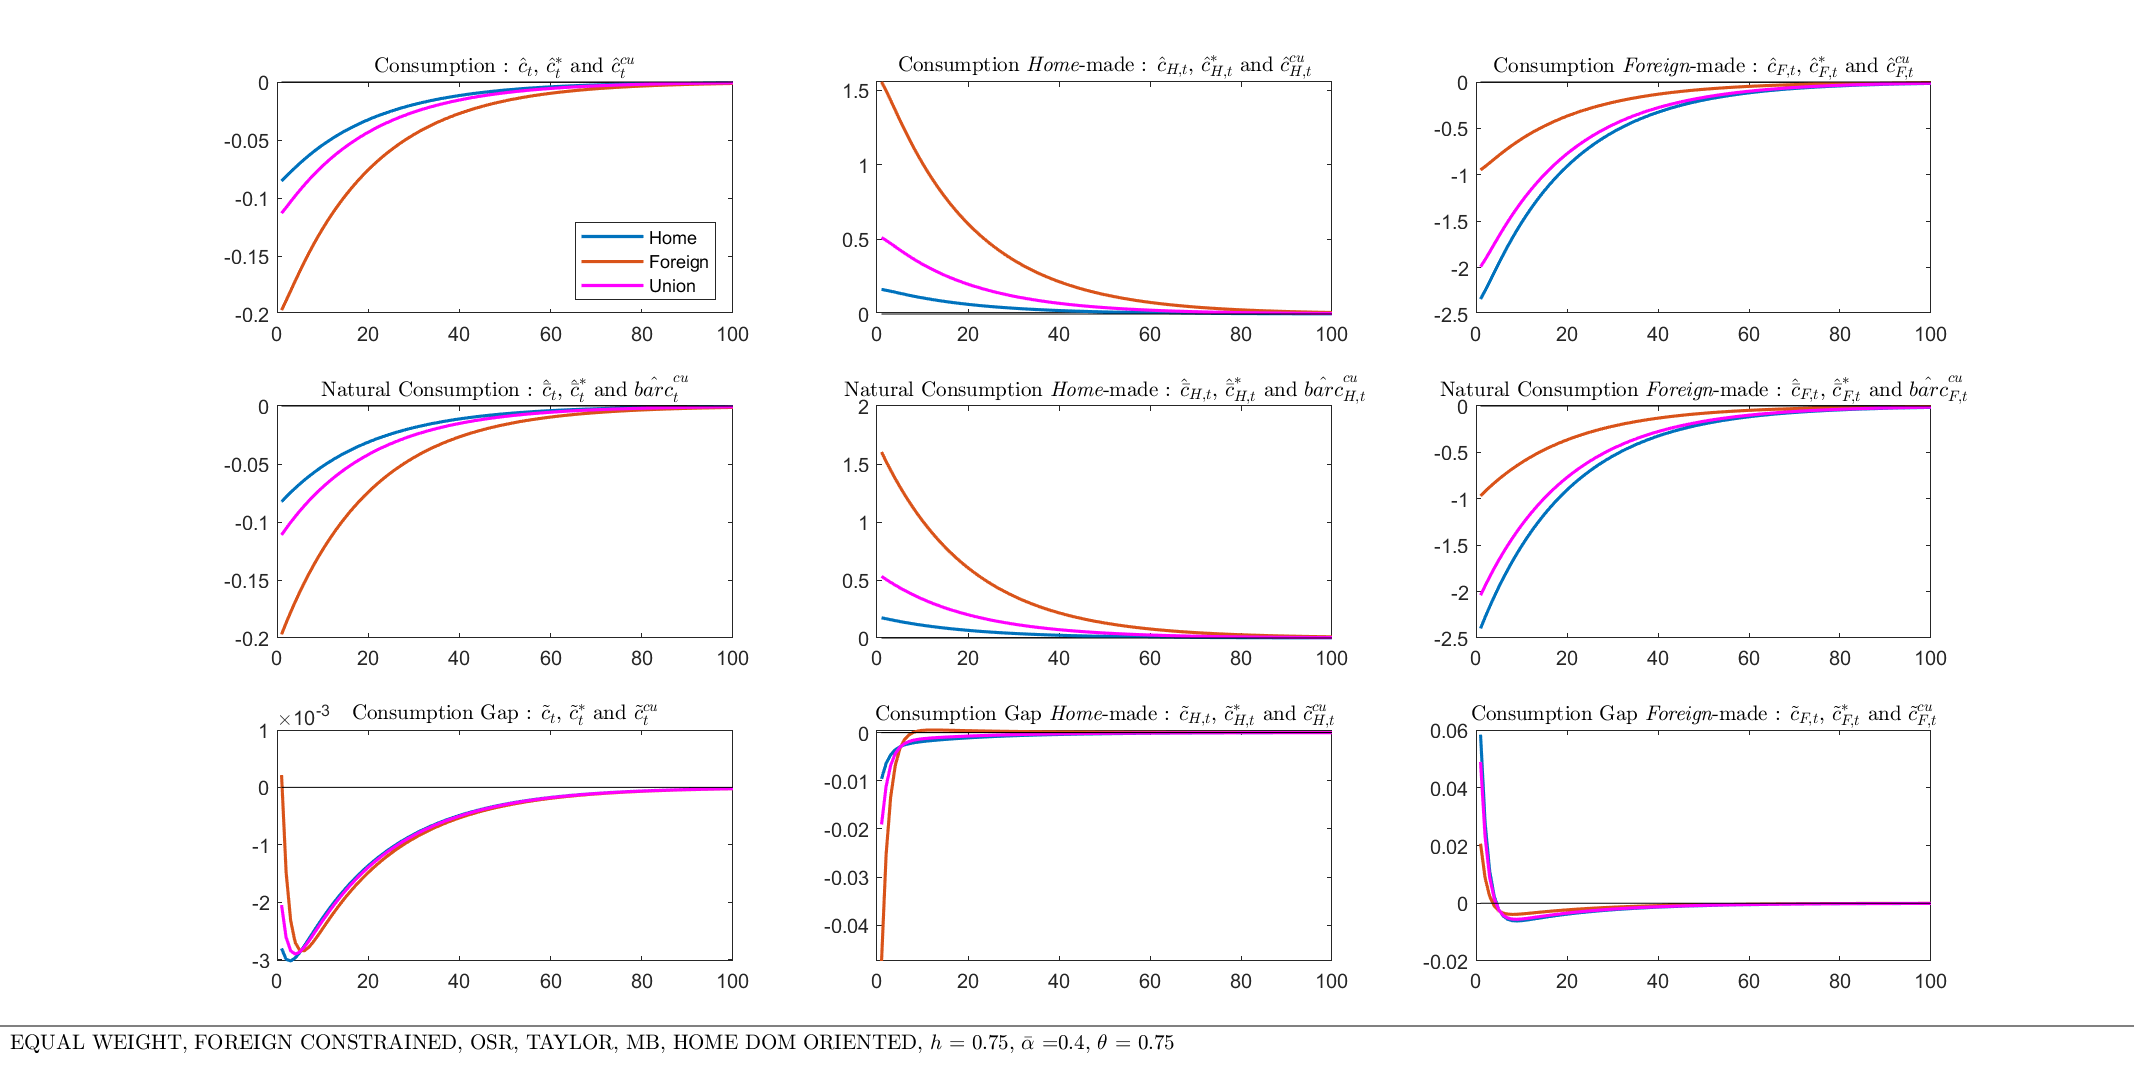 Consumption : ĉ_t, ĉ*_t and ĉ^cu_t
0
-0.05
-0.1
-0.15
-0.2
0 20 40 60 80 100
Home
Foreign
Union
Consumption Home-made : ĉ_H,t, ĉ*_H,t and ĉ^cu_H,t
1.5
1
0.5
0
0 20 40 60 80 100
Consumption Foreign-made : ĉ_F,t, ĉ*_F,t and ĉ^cu_F,t
0
-0.5
-1
-1.5
-2
-2.5
0 20 40 60 80 100
Natural Consumption : c̄̂_t, c̄̂*_t and bar̂c^cu_t
0
-0.05
-0.1
-0.15
-0.2
0 20 40 60 80 100
Natural Consumption Home-made : c̄̂_H,t, c̄̂*_H,t and bar̂c^cu_H,t
2
1.5
1
0.5
0
0 20 40 60 80 100
Natural Consumption Foreign-made : c̄̂_F,t, c̄̂*_F,t and bar̂c^cu_F,t
0
-0.5
-1
-1.5
-2
-2.5
0 20 40 60 80 100
Consumption Gap : c̃_t, c̃*_t and c̃^cu_t
×10^-3
1
0
-1
-2
-3
0 20 40 60 80 100
Consumption Gap Home-made : c̃_H,t, c̃*_H,t and c̃^cu_H,t
0
-0.01
-0.02
-0.03
-0.04
0 20 40 60 80 100
Consumption Gap Foreign-made : c̃_F,t, c̃*_F,t and c̃^cu_F,t
0.06
0.04
0.02
0
-0.02
0 20 40 60 80 100
EQUAL WEIGHT, FOREIGN CONSTRAINED, OSR, TAYLOR, MB, HOME DOM ORIENTED, h = 0.75, ᾱ =0.4, θ = 0.75